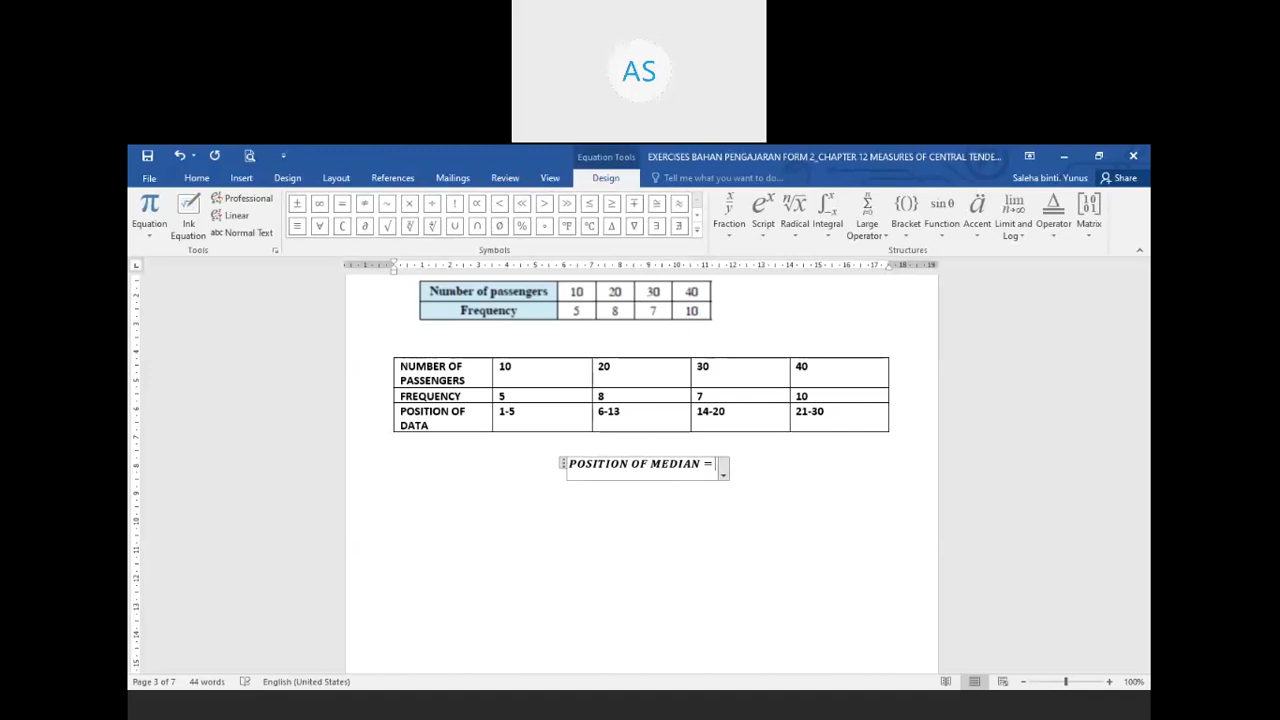 AS
EXERCISES BAHAN PENGAJARAN FORM 2_CHAPTER 12 MEASURES OF CENTRAL TENDE...
Equation Tools
File Home Insert Design Layout References Mailings Review View Design Tell me what you want to do... Saleha binti. Yunus Share
Professional
Linear
abc Normal Text
Equation
Ink Equation
Fraction Script Radical Integral Large Operator Bracket Function Accent Limit and Log Operator Matrix
Tools Symbols Structures
Number of passengers 10 20 30 40
Frequency 5 8 7 10
NUMBER OF PASSENGERS 10 20 30 40
FREQUENCY 5 8 7 10
POSITION OF DATA 1-5 6-13 14-20 21-30
POSITION OF MEDIAN =
Page 3 of 7 44 words English (United States) 100%